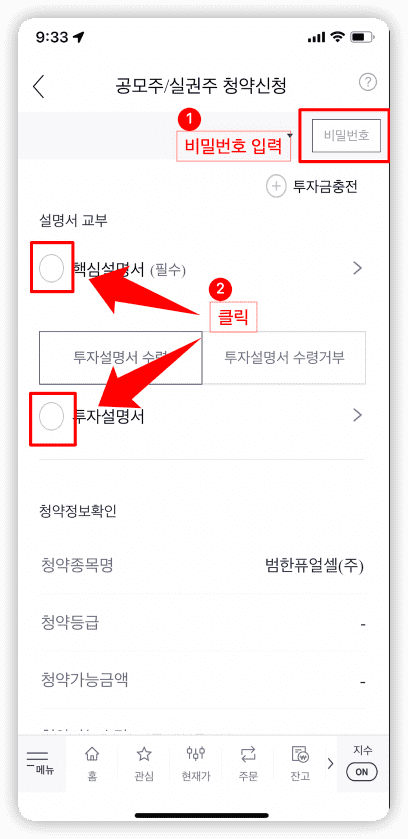 9:33
공모주/실권주 청약신청
?
1
비밀번호 입력
비밀번호
+ 투자금충전
설명서 교부
핵심설명서 (필수)
2
클릭
투자설명서 수령
투자설명서 수령거부
투자설명서
청약정보확인
청약종목명 범한퓨얼셀(주)
청약등급 -
청약가능금액 -
메뉴
홈
관심
현재가
주문
잔고
지수
ON